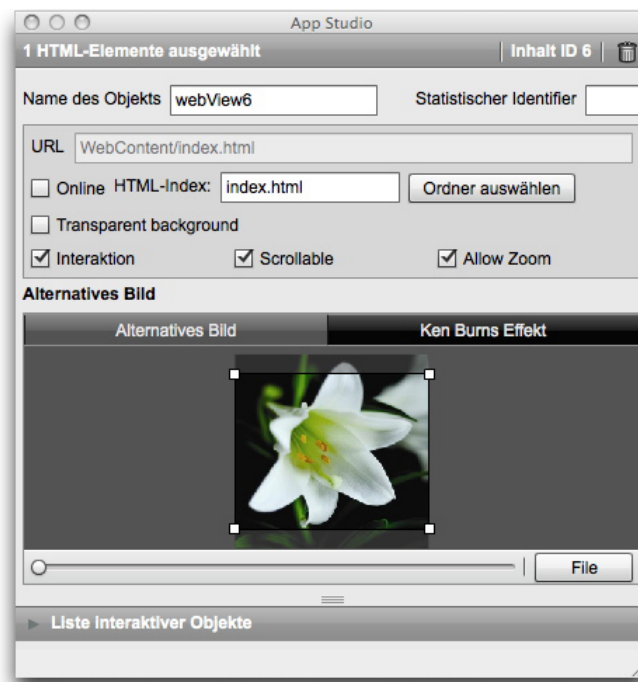 App Studio
1 HTML-Elemente ausgewählt Inhalt ID 6
Name des Objekts webView6 Statistischer Identifier
URL WebContent/index.html
Online HTML-Index: index.html Ordner auswählen
Transparent background
Interaktion Scrollable Allow Zoom
Alternatives Bild
Alternatives Bild Ken Burns Effekt
File
Liste interaktiver Objekte